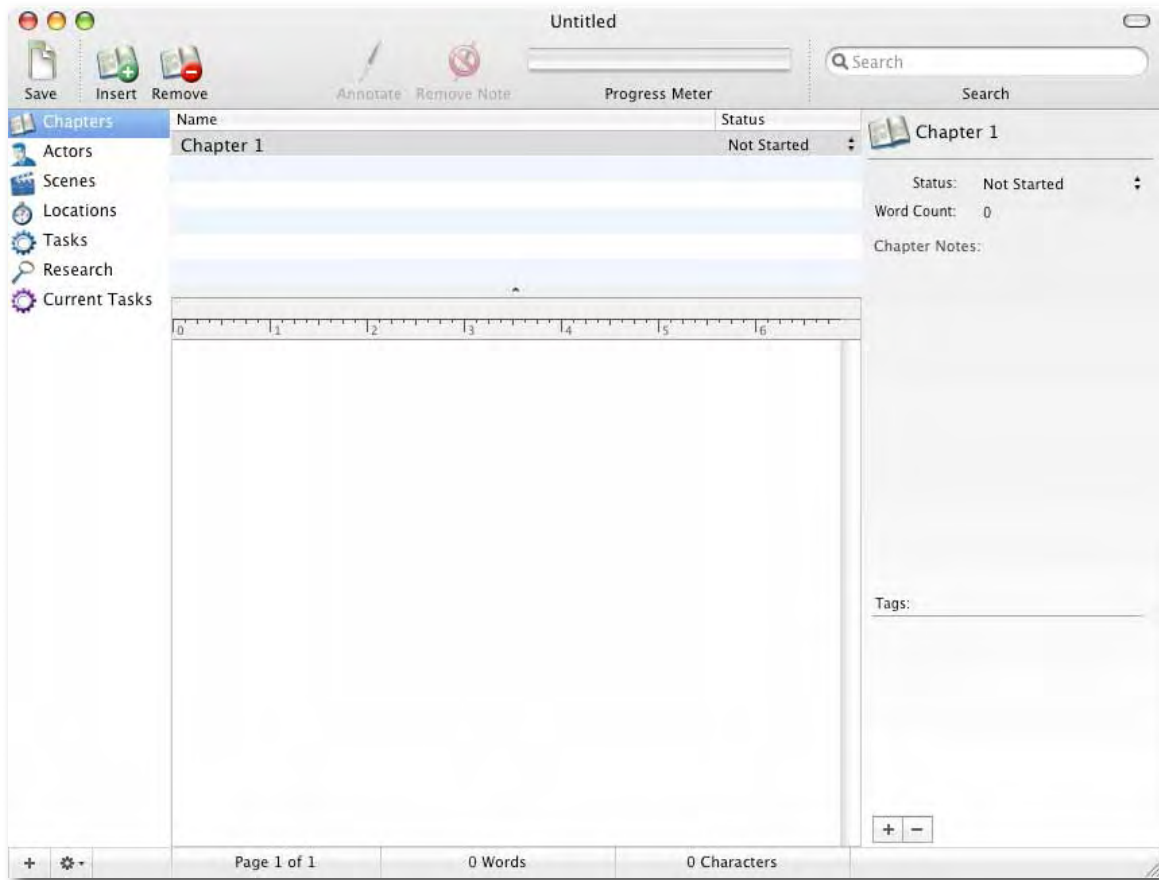 Untitled
Save Insert Remove Annotate Remove Note Progress Meter Search
Search
Chapters
Actors
Scenes
Locations
Tasks
Research
Current Tasks
Name Status
Chapter 1 Not Started
0 1 2 3 4 5 6
Chapter 1
Status: Not Started
Word Count: 0
Chapter Notes:
Tags:
Page 1 of 1 0 Words 0 Characters